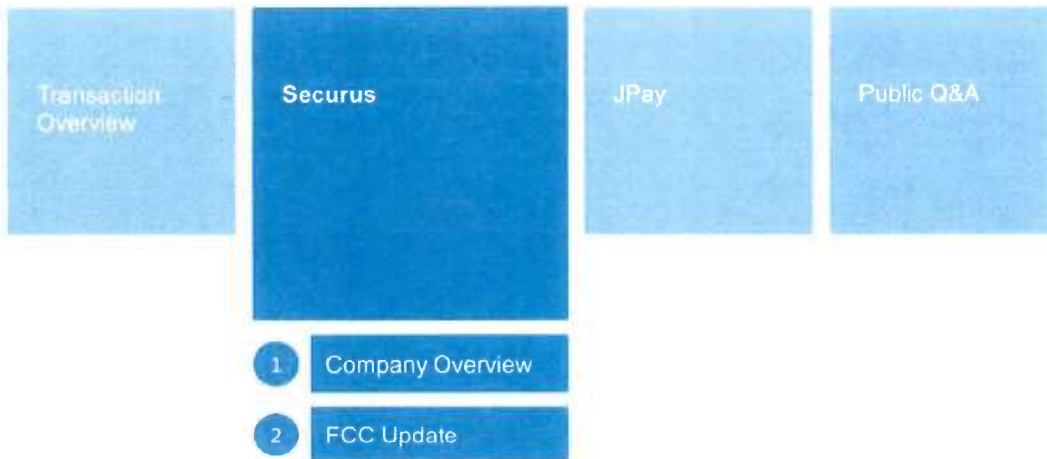 Transaction
Overview
Securus
JPay
Public Q&A
1
Company Overview
2
FCC Update